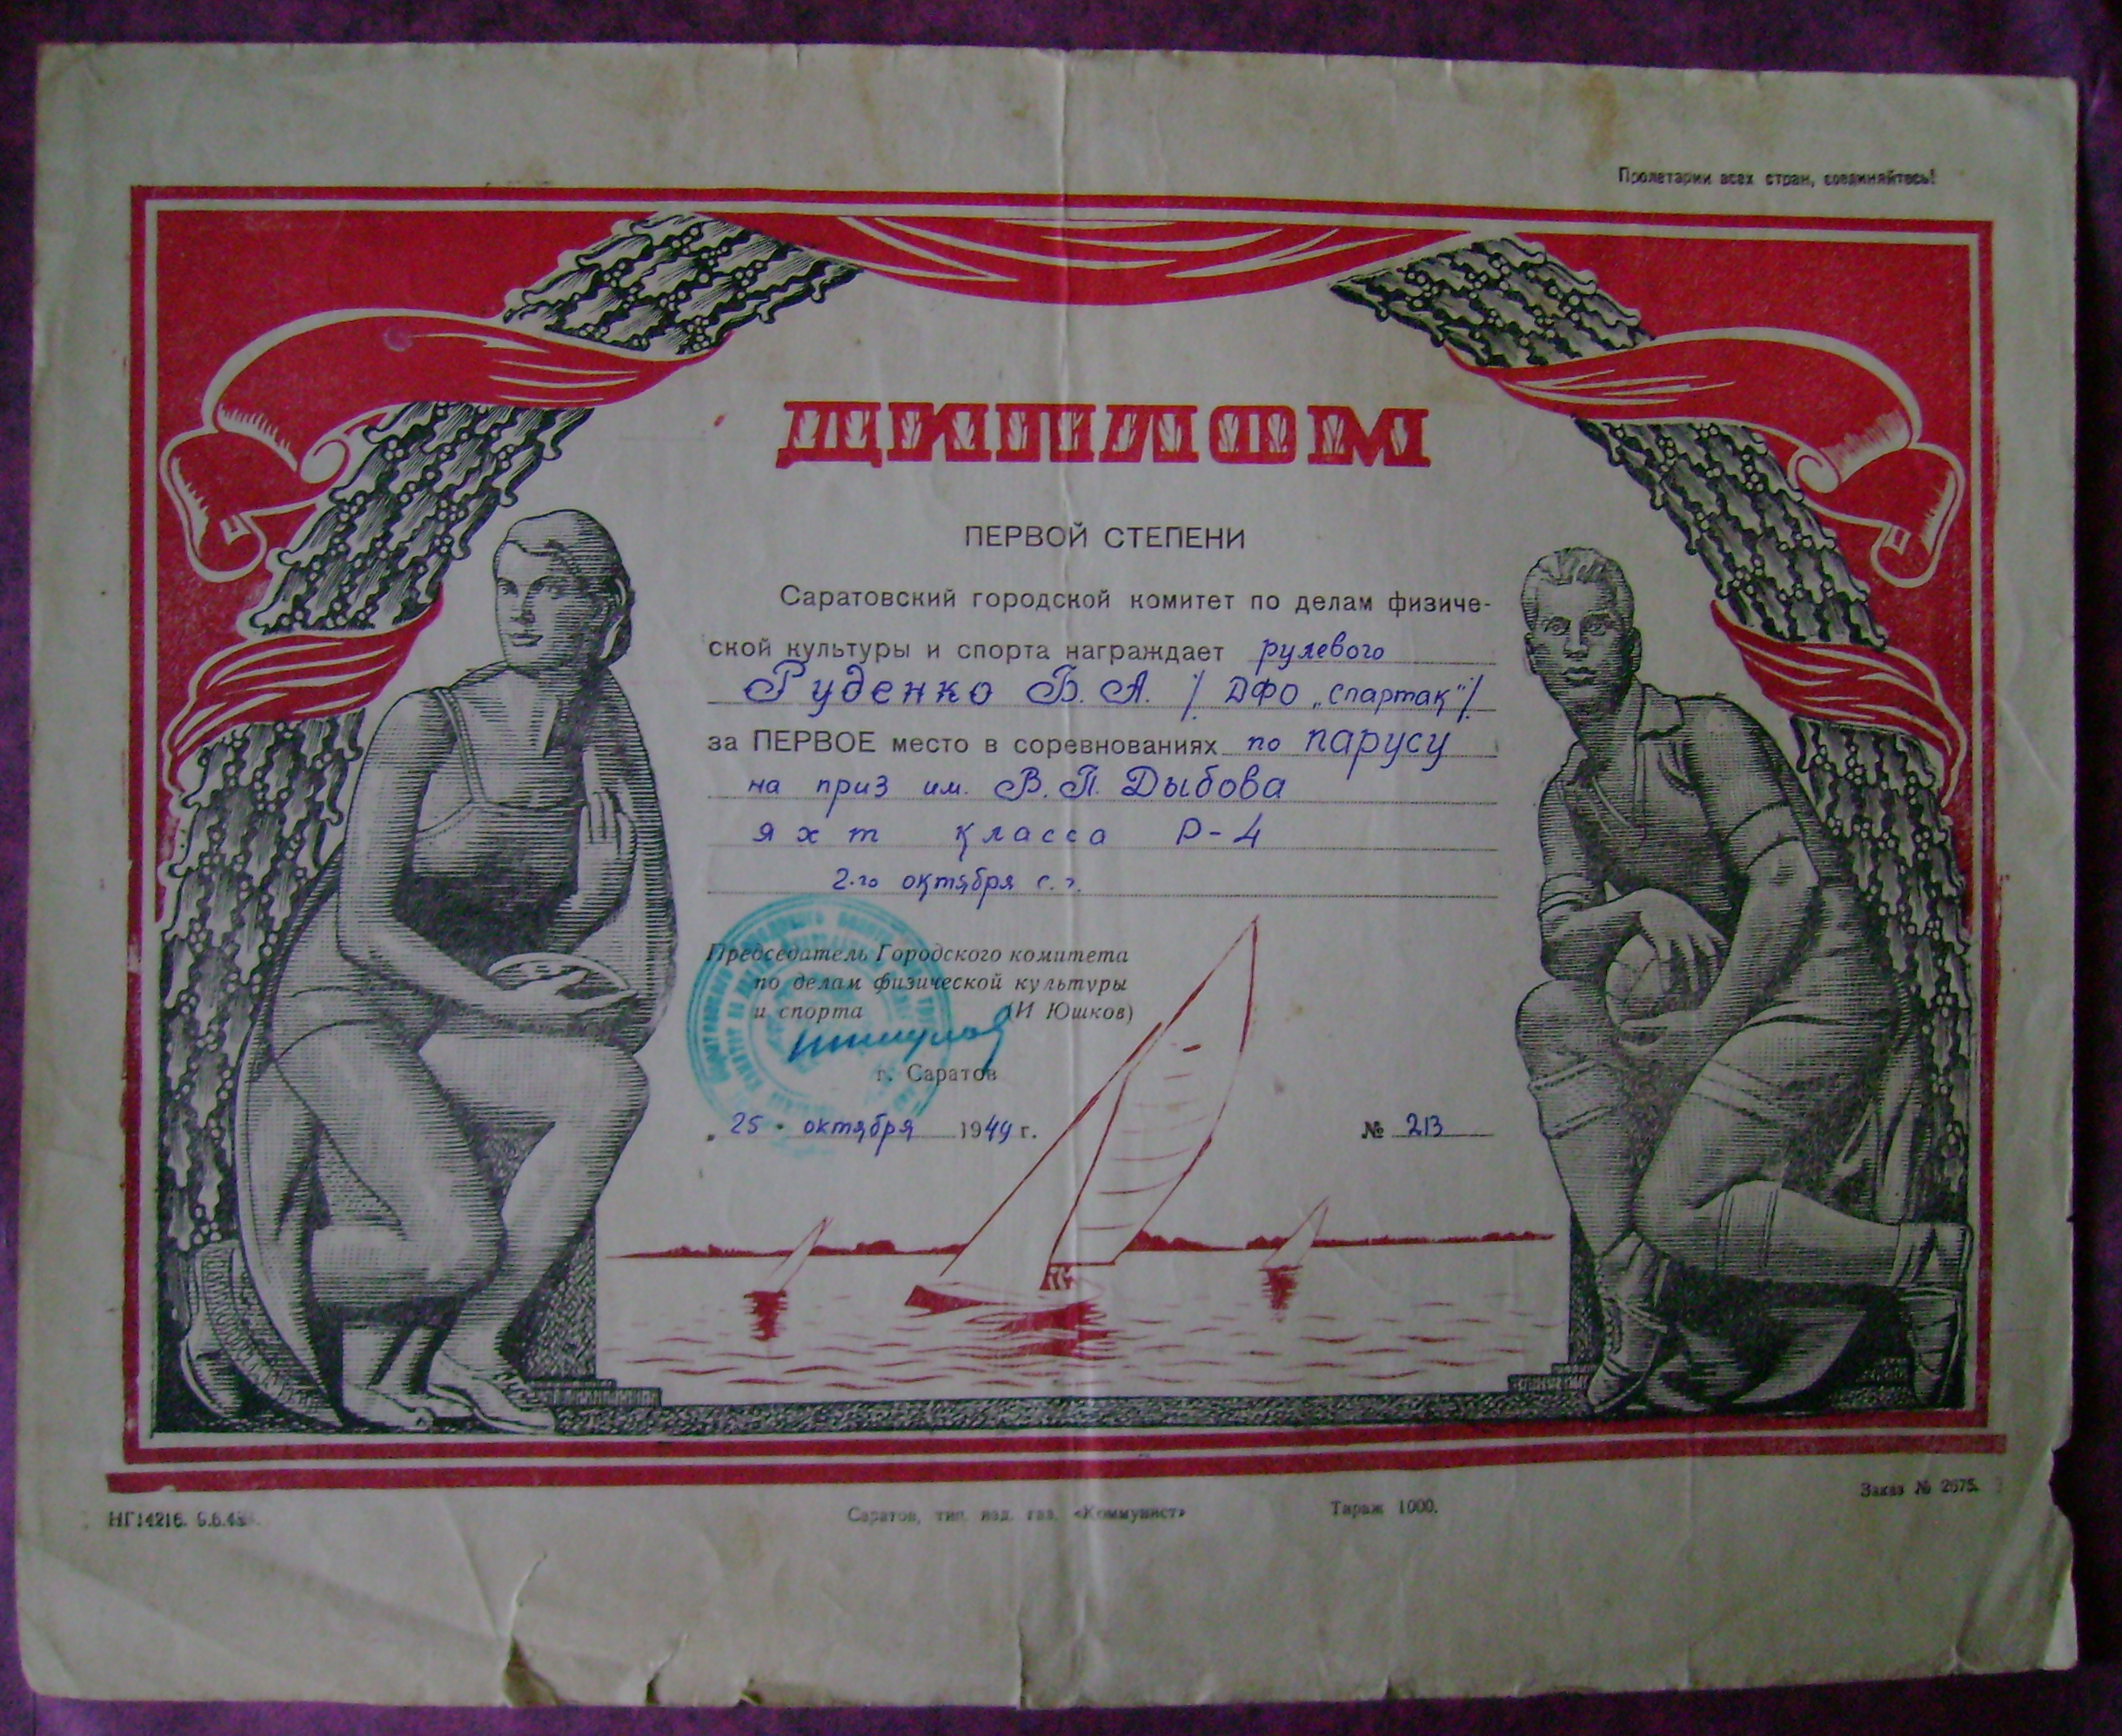 Пролетарии всех стран, соединяйтесь!
ДИПЛОМ
ПЕРВОЙ СТЕПЕНИ
Саратовский городской комитет по делам физиче-
ской культуры и спорта награждает рулевого
Руденко Б. А. /ДФО „Спартак"/.
за ПЕРВОЕ место в соревнованиях по парусу
на приз им. В. П. Дыбова
яхт класса Р-4
2-го октября с. г.
Председатель Городского комитета
по делам физической культуры
и спорта (И Юшков)
г. Саратов
„ 25 " октября 1949 г. № 213
НГ14216. Саратов, тип. изд. газ. «Коммунист» Тираж 1000. Заказ № 2675.